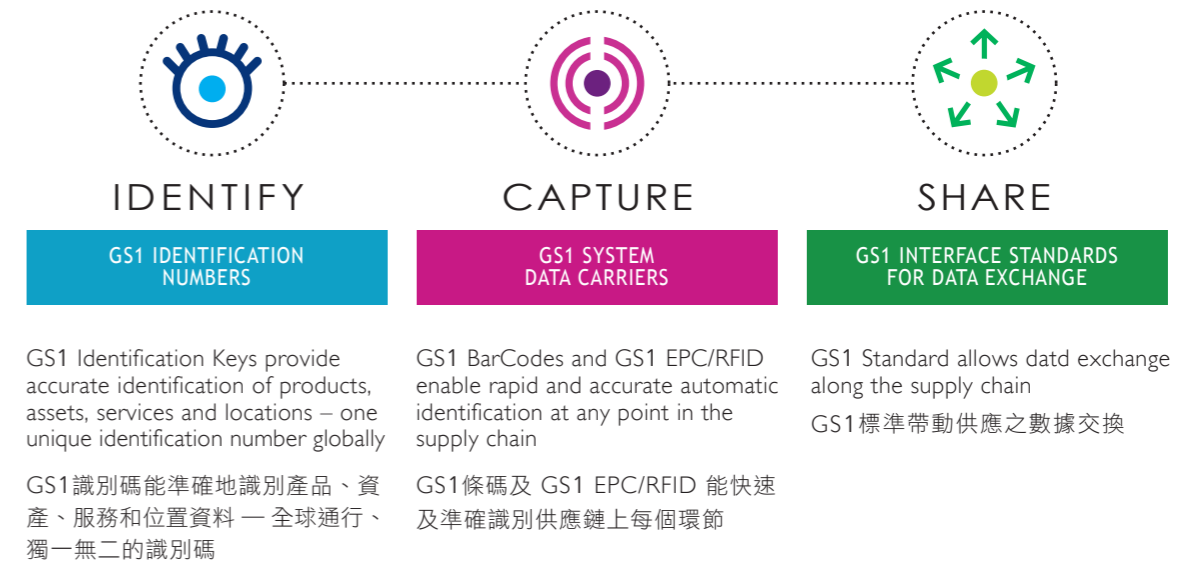 IDENTIFY
GS1 IDENTIFICATION
NUMBERS
GS1 Identification Keys provide
accurate identification of products,
assets, services and locations – one
unique identification number globally
GS1識別碼能準確地識別產品、資
產、服務和位置資料 — 全球通行、
獨一無二的識別碼
CAPTURE
GS1 SYSTEM
DATA CARRIERS
GS1 BarCodes and GS1 EPC/RFID
enable rapid and accurate automatic
identification at any point in the
supply chain
GS1條碼及 GS1 EPC/RFID 能快速
及準確識別供應鏈上每個環節
SHARE
GS1 INTERFACE STANDARDS
FOR DATA EXCHANGE
GS1 Standard allows datd exchange
along the supply chain
GS1標準帶動供應之數據交換